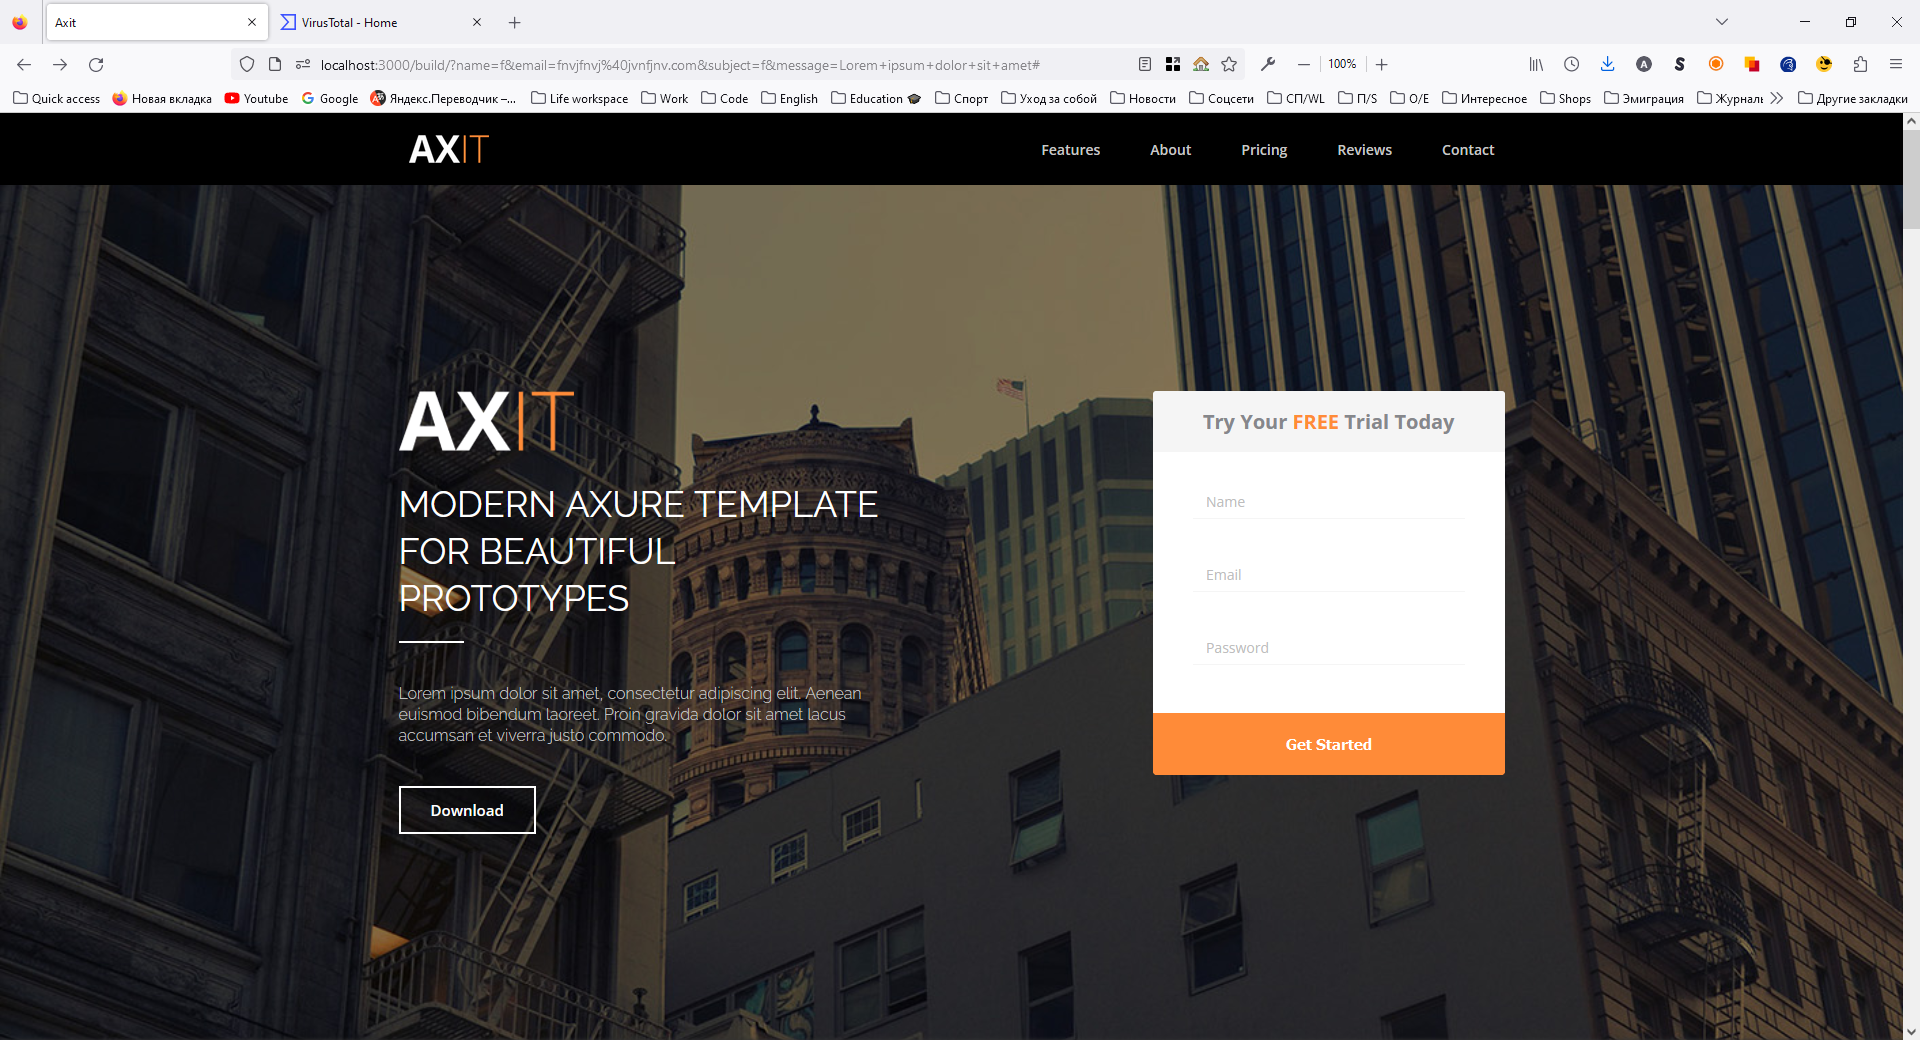 Axit
VirusTotal - Home
localhost:3000/build/?name=f&email=fnvjfnvj%40jvnfjnv.com&subject=f&message=Lorem+ipsum+dolor+sit+amet#
100%
Quick access
Новая вкладка
Youtube
Google
Яндекс.Переводчик –...
Life workspace
Work
Code
English
Education
Спорт
Уход за собой
Новости
Соцсети
СП/WL
П/S
O/E
Интересное
Shops
Эмиграция
Журналь
Другие закладки
AXIT
Features
About
Pricing
Reviews
Contact
AXIT
MODERN AXURE TEMPLATE
FOR BEAUTIFUL
PROTOTYPES
Lorem ipsum dolor sit amet, consectetur adipiscing elit. Aenean
euismod bibendum laoreet. Proin gravida dolor sit amet lacus
accumsan et viverra justo commodo.
Download
Try Your FREE Trial Today
Name
Email
Password
Get Started